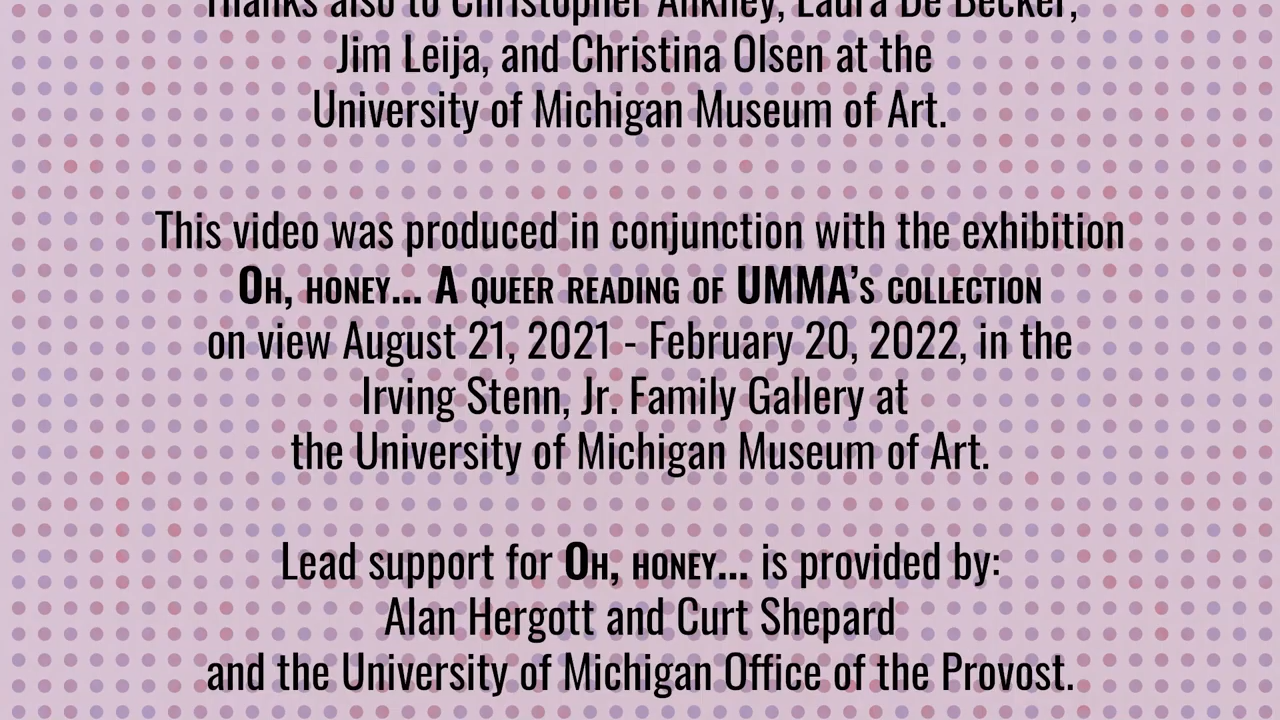 Thanks also to Christopher Ankney, Laura De Becker,
Jim Leija, and Christina Olsen at the
University of Michigan Museum of Art.
This video was produced in conjunction with the exhibition
Oh, honey... A queer reading of UMMA’s collection
on view August 21, 2021 - February 20, 2022, in the
Irving Stenn, Jr. Family Gallery at
the University of Michigan Museum of Art.
Lead support for Oh, honey... is provided by:
Alan Hergott and Curt Shepard
and the University of Michigan Office of the Provost.